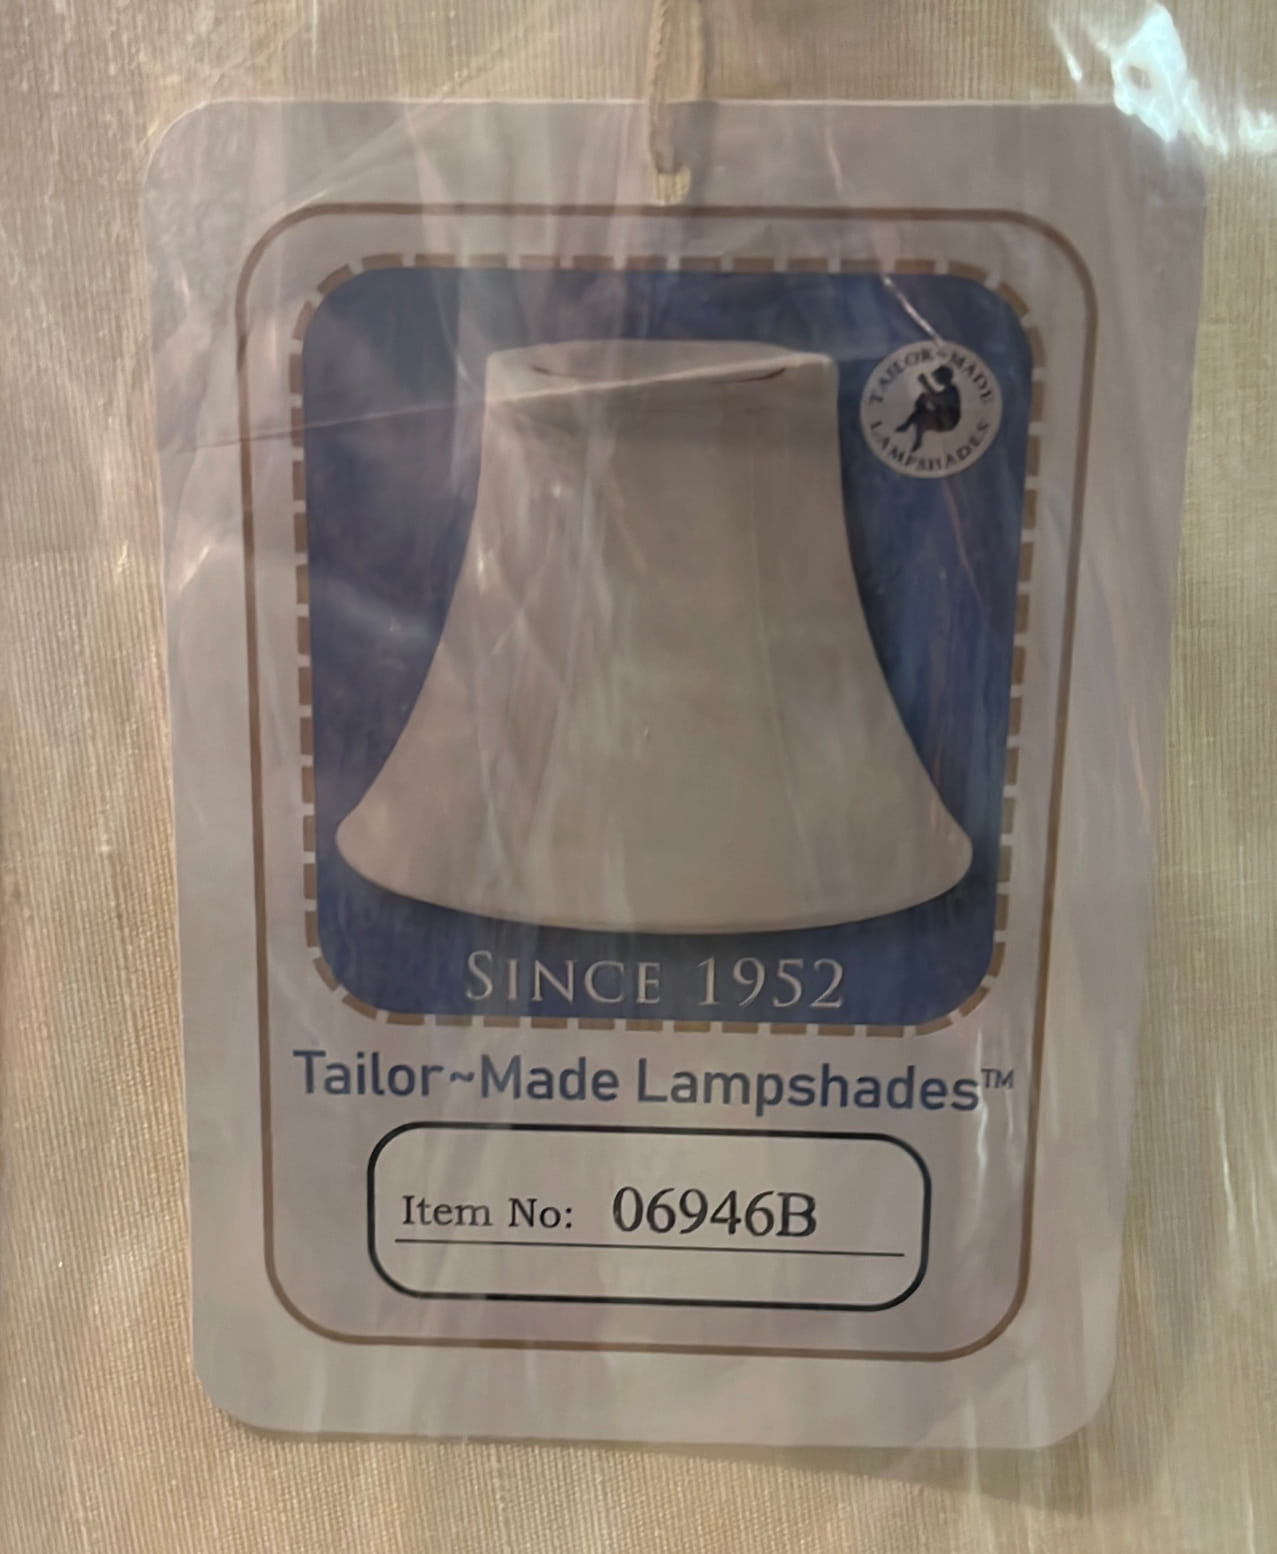 TAILOR~MADE
LAMPSHADES
SINCE 1952
Tailor~Made Lampshades™
Item No: 06946B